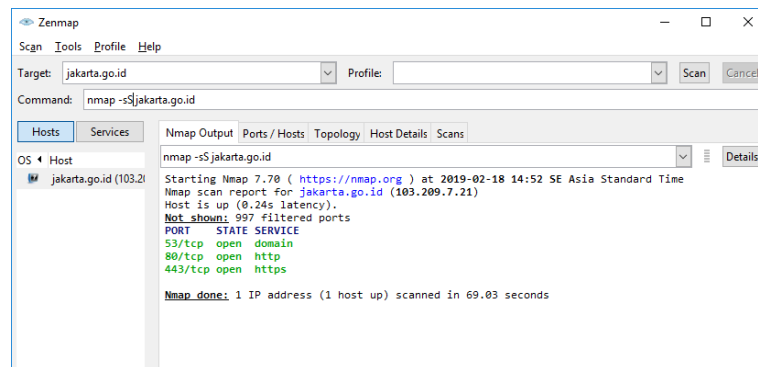 Zenmap
Scan Tools Profile Help
Target: jakarta.go.id Profile: Scan Cancel
Command: nmap -sS jakarta.go.id
Hosts Services Nmap Output Ports / Hosts Topology Host Details Scans
OS Host nmap -sS jakarta.go.id Details
jakarta.go.id (103.20
Starting Nmap 7.70 ( https://nmap.org ) at 2019-02-18 14:52 SE Asia Standard Time
Nmap scan report for jakarta.go.id (103.209.7.21)
Host is up (0.24s latency).
Not shown: 997 filtered ports
PORT STATE SERVICE
53/tcp open domain
80/tcp open http
443/tcp open https
Nmap done: 1 IP address (1 host up) scanned in 69.03 seconds